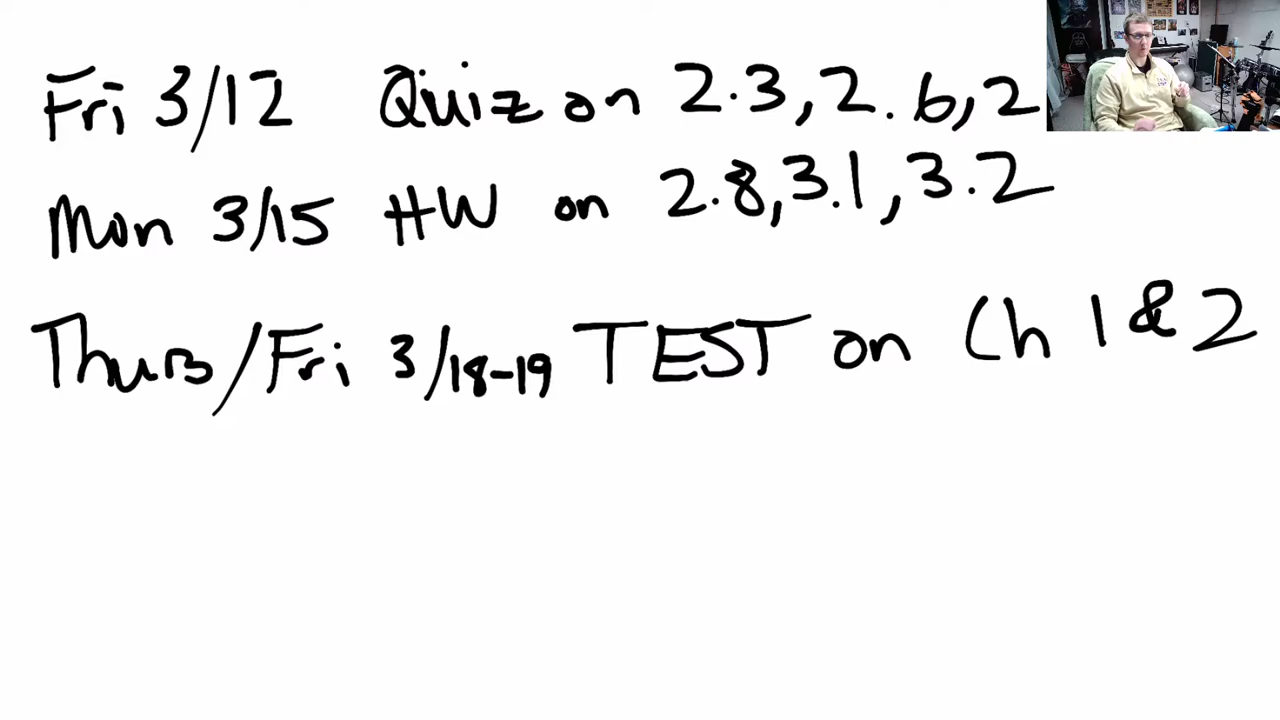 Fri 3/12 Quiz on 2.3, 2.6, 2
Mon 3/15 HW on 2.8, 3.1, 3.2
Thurs/Fri 3/18-19 TEST on Ch 1 & 2